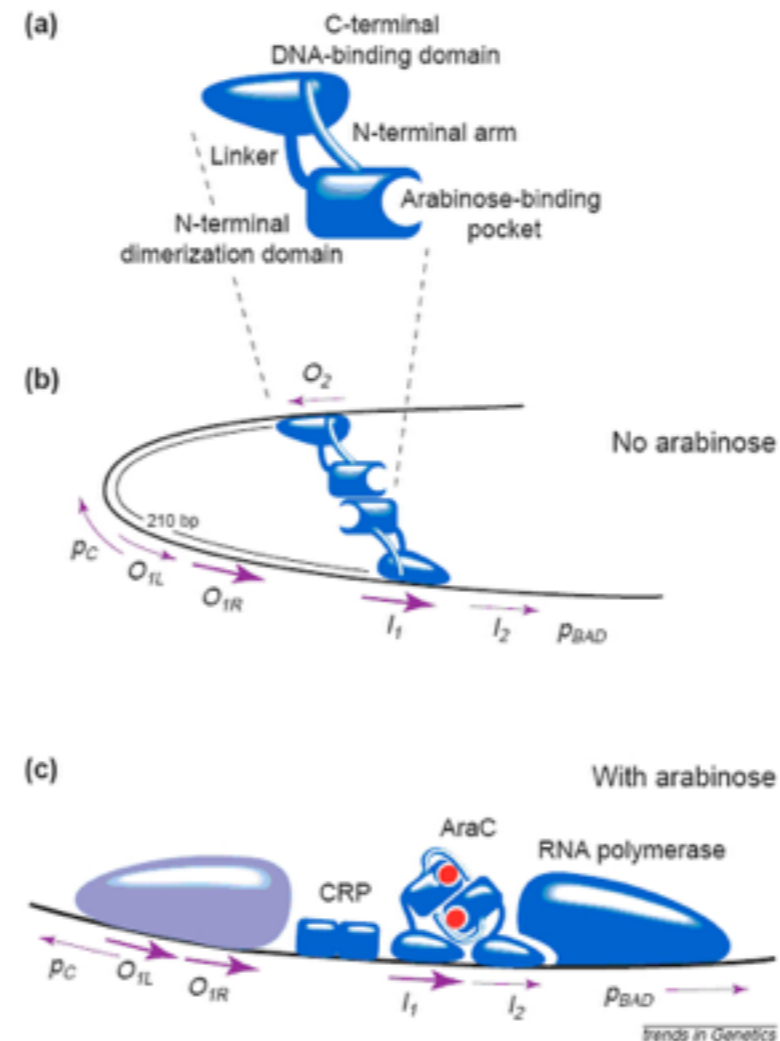 (a)
C-terminal
DNA-binding domain
N-terminal arm
Linker
Arabinose-binding
pocket
N-terminal
dimerization domain
(b)
O2
No arabinose
210 bp
pC
O1L
O1R
I1
I2
pBAD
(c)
With arabinose
AraC
RNA polymerase
CRP
pC
O1L
O1R
I1
I2
pBAD
trends in Genetics